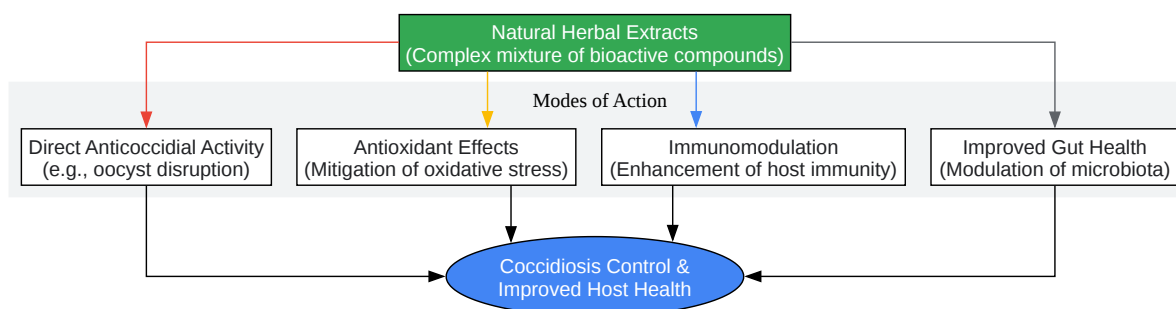 Natural Herbal Extracts
(Complex mixture of bioactive compounds)
Modes of Action
Direct Anticoccidial Activity
(e.g., oocyst disruption)
Antioxidant Effects
(Mitigation of oxidative stress)
Immunomodulation
(Enhancement of host immunity)
Improved Gut Health
(Modulation of microbiota)
Coccidiosis Control &
Improved Host Health